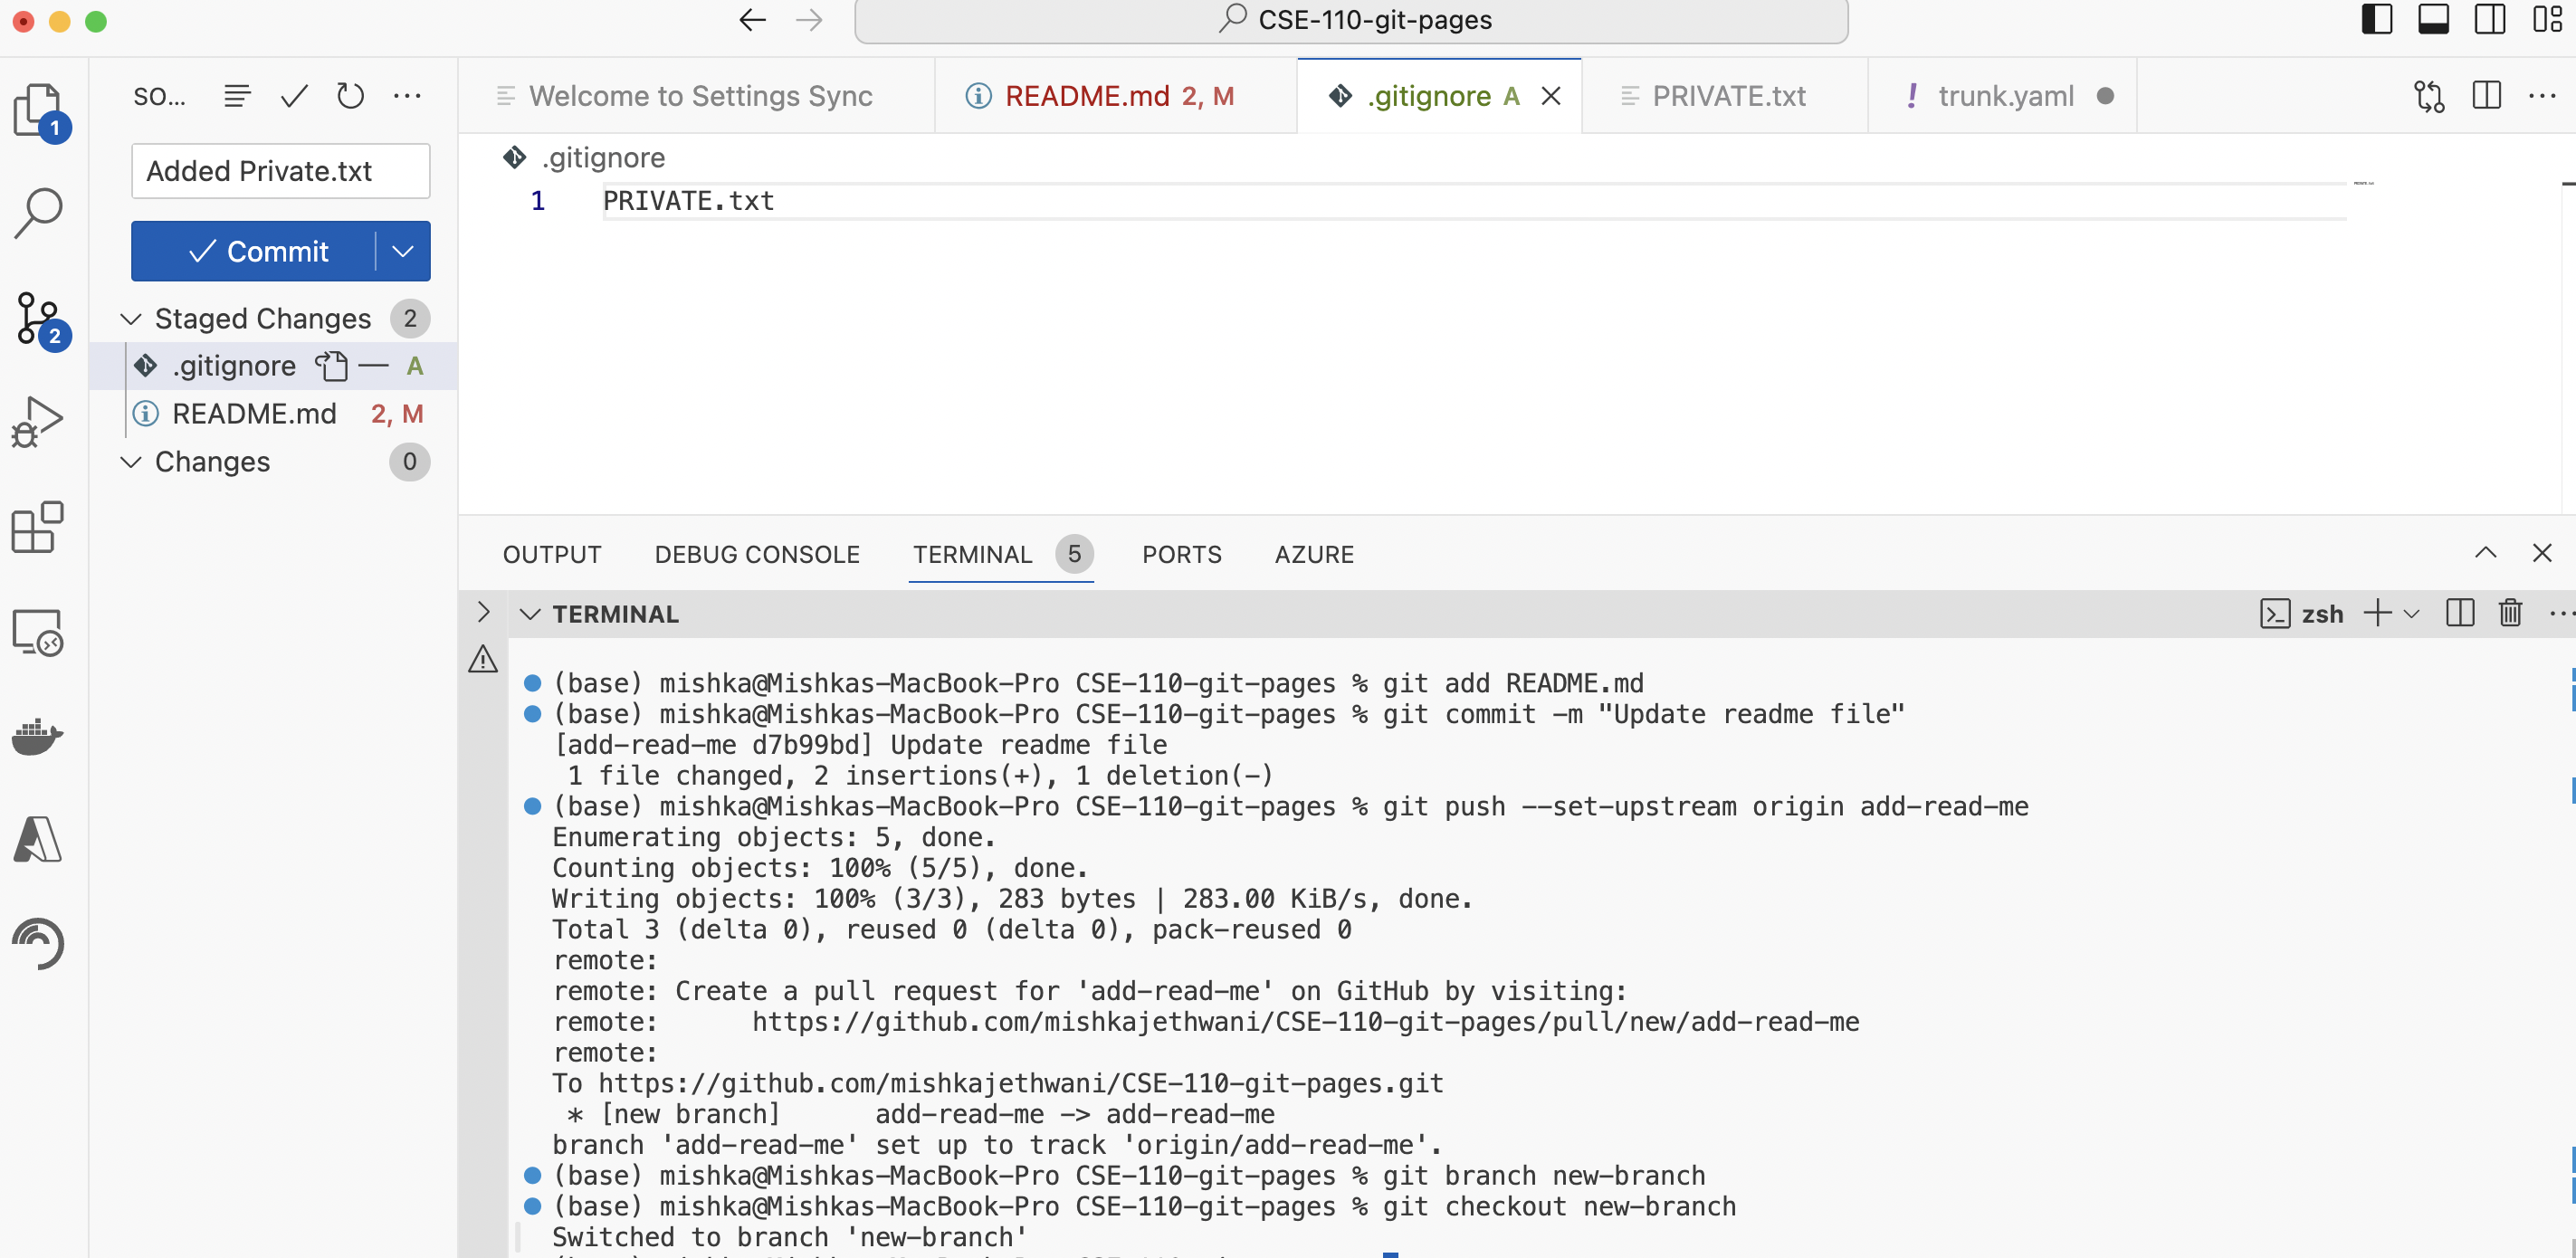 CSE-110-git-pages
1
2
SO...
Added Private.txt
Commit
Staged Changes 2
.gitignore A
README.md 2, M
Changes 0
Welcome to Settings Sync
README.md 2, M
.gitignore A
PRIVATE.txt
! trunk.yaml
.gitignore
1 PRIVATE.txt
OUTPUT DEBUG CONSOLE TERMINAL 5 PORTS AZURE
TERMINAL
zsh
(base) mishka@Mishkas-MacBook-Pro CSE-110-git-pages % git add README.md
(base) mishka@Mishkas-MacBook-Pro CSE-110-git-pages % git commit -m "Update readme file"
[add-read-me d7b99bd] Update readme file
1 file changed, 2 insertions(+), 1 deletion(-)
(base) mishka@Mishkas-MacBook-Pro CSE-110-git-pages % git push --set-upstream origin add-read-me
Enumerating objects: 5, done.
Counting objects: 100% (5/5), done.
Writing objects: 100% (3/3), 283 bytes | 283.00 KiB/s, done.
Total 3 (delta 0), reused 0 (delta 0), pack-reused 0
remote:
remote: Create a pull request for 'add-read-me' on GitHub by visiting:
remote:      https://github.com/mishkajethwani/CSE-110-git-pages/pull/new/add-read-me
remote:
To https://github.com/mishkajethwani/CSE-110-git-pages.git
* [new branch]      add-read-me -> add-read-me
branch 'add-read-me' set up to track 'origin/add-read-me'.
(base) mishka@Mishkas-MacBook-Pro CSE-110-git-pages % git branch new-branch
(base) mishka@Mishkas-MacBook-Pro CSE-110-git-pages % git checkout new-branch
Switched to branch 'new-branch'